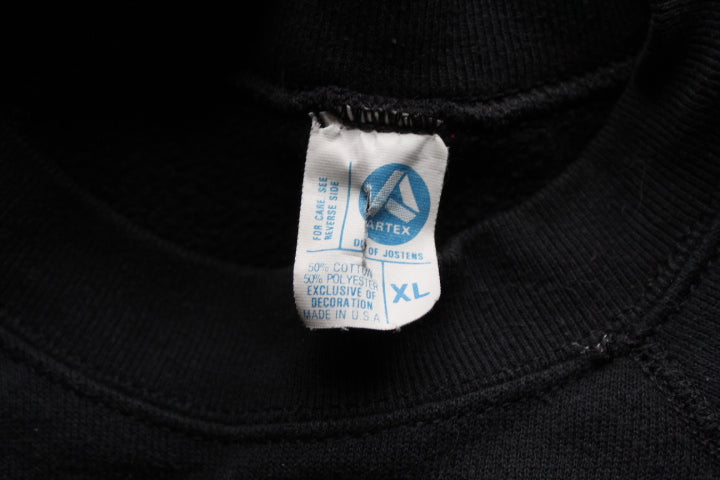 FOR CARE SEE
REVERSE SIDE
ARTEX
DIV OF JOSTENS
50% COTTON
50% POLYESTER
EXCLUSIVE OF
DECORATION
MADE IN U.S.A
XL